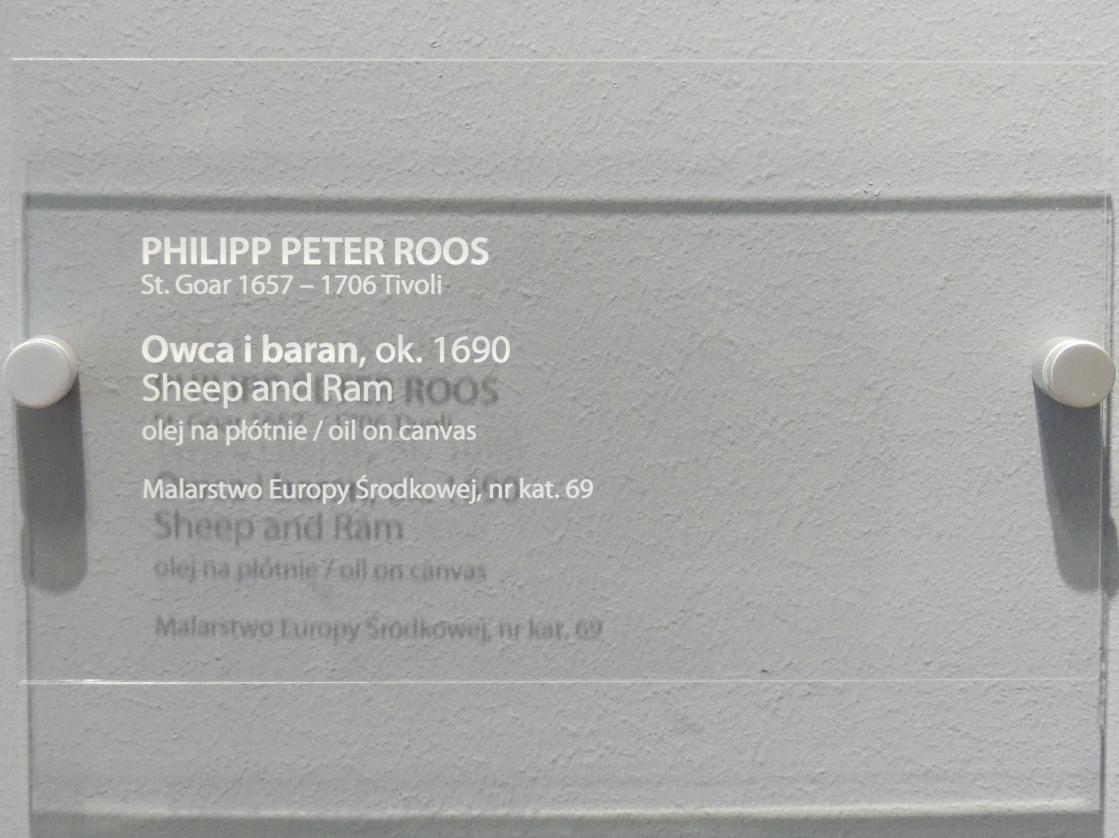 PHILIPP PETER ROOS
St. Goar 1657 – 1706 Tivoli
Owca i baran, ok. 1690
Sheep and Ram
olej na płótnie / oil on canvas
Malarstwo Europy Środkowej, nr kat. 69